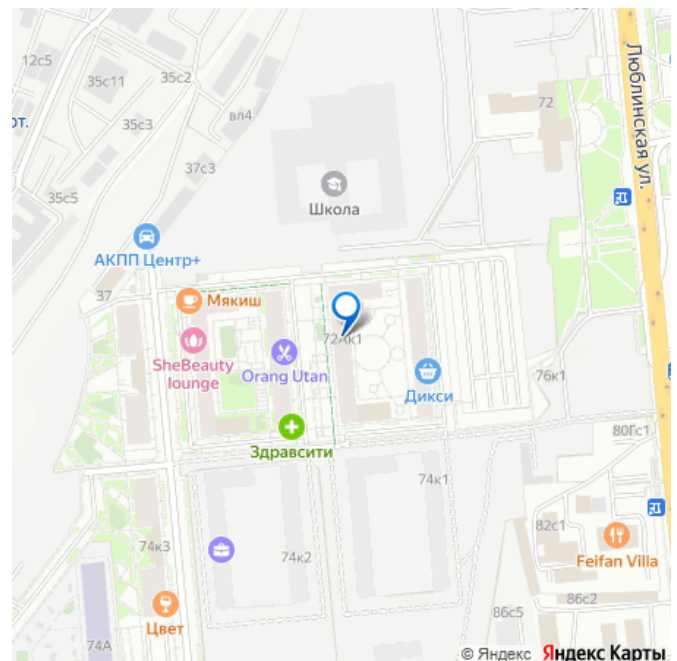 12с5
35с11
35с2
35с3
вл4
от.
37с3
35с5
Школа
72
Люблинская ул.
АКПП Центр+
37
Мякиш
SheBeauty
lounge
Orang Utan
72Ак1
Дикси
76к1
Здравсити
80Гс1
74к1
74к3
74к2
82с1
Feifan Villa
86с2
86с5
74А
Цвет
© Яндекс Яндекс Карты